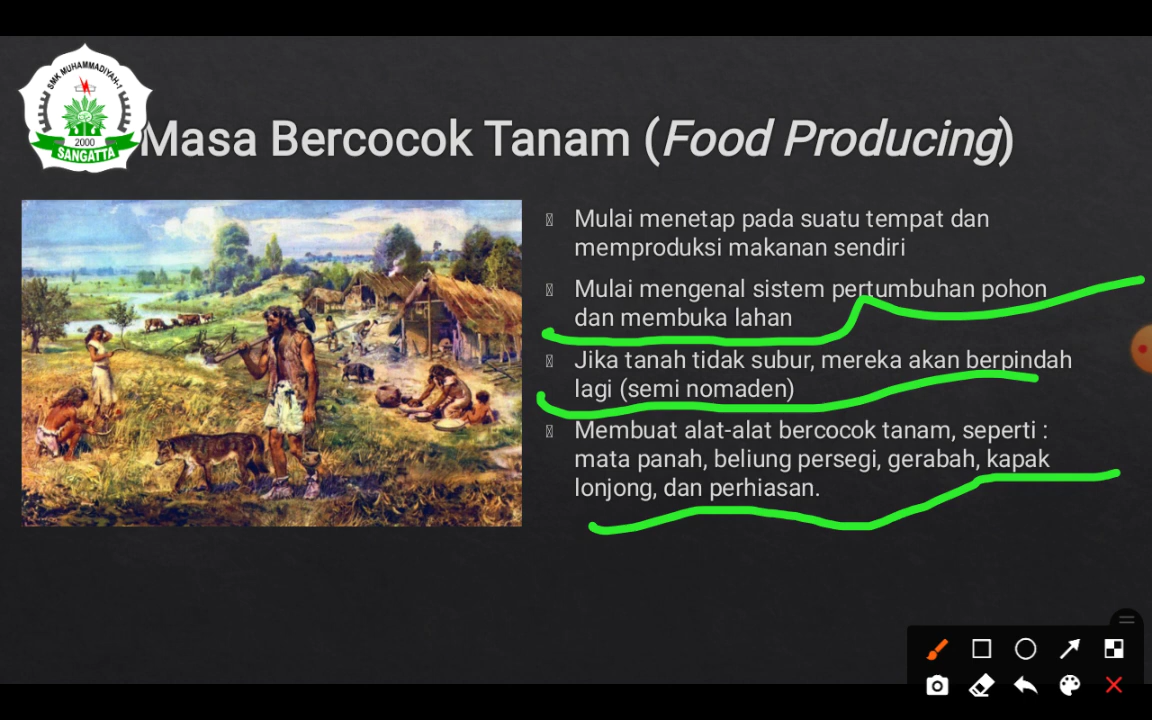 SMK MUHAMMADIYAH-1
2000
SANGATTA
Masa Bercocok Tanam (Food Producing)
Mulai menetap pada suatu tempat dan
memproduksi makanan sendiri
Mulai mengenal sistem pertumbuhan pohon
dan membuka lahan
Jika tanah tidak subur, mereka akan berpindah
lagi (semi nomaden)
Membuat alat-alat bercocok tanam, seperti :
mata panah, beliung persegi, gerabah, kapak
lonjong, dan perhiasan.